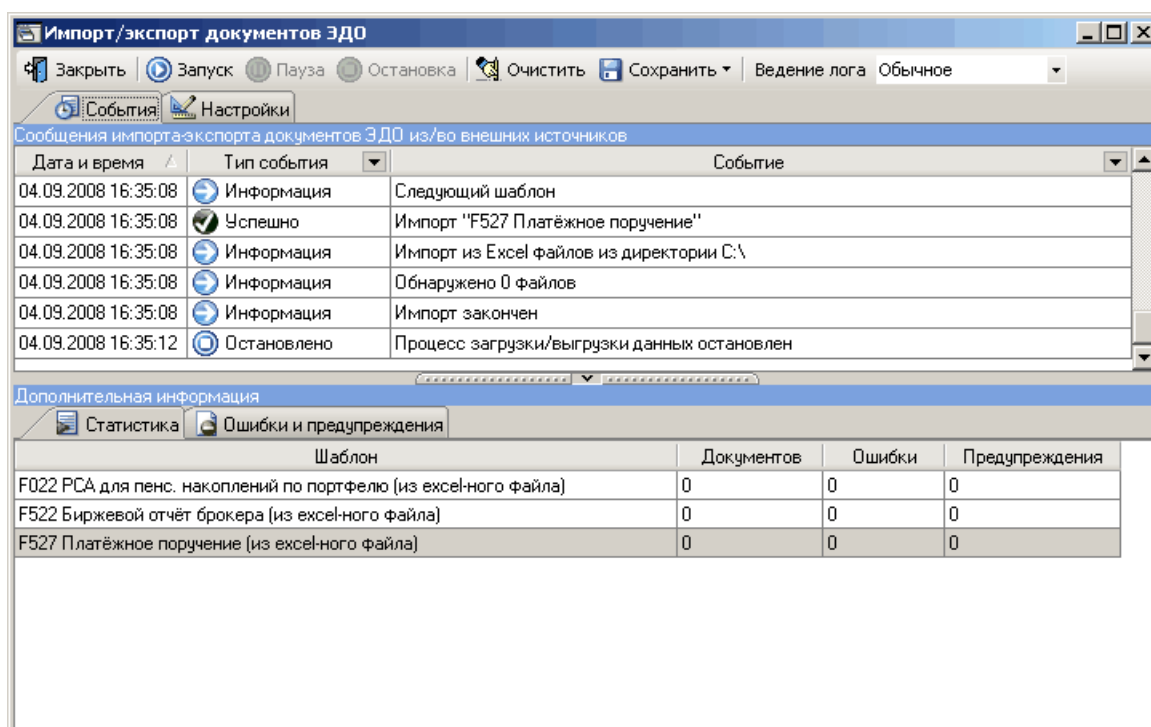 Импорт/экспорт документов ЭДО
Закрыть Запуск Пауза Остановка Очистить Сохранить Ведение лога Обычное
События Настройки
Сообщения импорта-экспорта документов ЭДО из/во внешних источников
Дата и время Тип события Событие
04.09.2008 16:35:08 Информация Следующий шаблон
04.09.2008 16:35:08 Успешно Импорт "F527 Платёжное поручение"
04.09.2008 16:35:08 Информация Импорт из Excel файлов из директории C:\
04.09.2008 16:35:08 Информация Обнаружено 0 файлов
04.09.2008 16:35:08 Информация Импорт закончен
04.09.2008 16:35:12 Остановлено Процесс загрузки/выгрузки данных остановлен
Дополнительная информация
Статистика Ошибки и предупреждения
Шаблон Документов Ошибки Предупреждения
F022 РСА для пенс. накоплений по портфелю (из excel-ного файла) 0 0 0
F522 Биржевой отчёт брокера (из excel-ного файла) 0 0 0
F527 Платёжное поручение (из excel-ного файла) 0 0 0